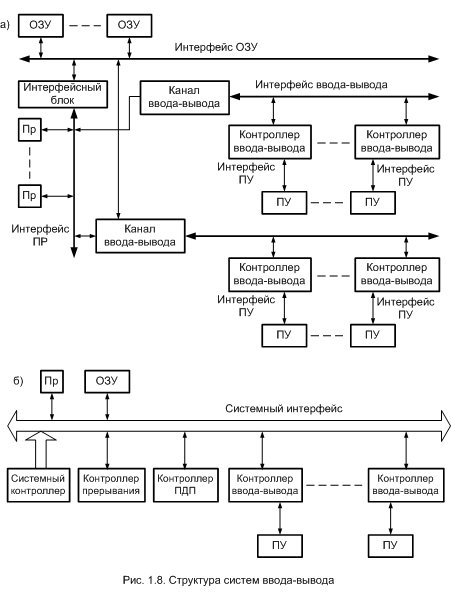 а)
ОЗУ
ОЗУ
Интерфейс ОЗУ
Интерфейсный
блок
Канал
ввода-вывода
Интерфейс ввода-вывода
Пр
Контроллер
ввода-вывода
Контроллер
ввода-вывода
Интерфейс
ПУ
Интерфейс
ПУ
Пр
ПУ
ПУ
Интерфейс
ПР
Канал
ввода-вывода
Контроллер
ввода-вывода
Контроллер
ввода-вывода
Интерфейс
ПУ
Интерфейс
ПУ
ПУ
ПУ
б)
Пр
ОЗУ
Системный интерфейс
Системный
контроллер
Контроллер
прерывания
Контроллер
ПДП
Контроллер
ввода-вывода
Контроллер
ввода-вывода
ПУ
ПУ
Рис. 1.8. Структура систем ввода-вывода